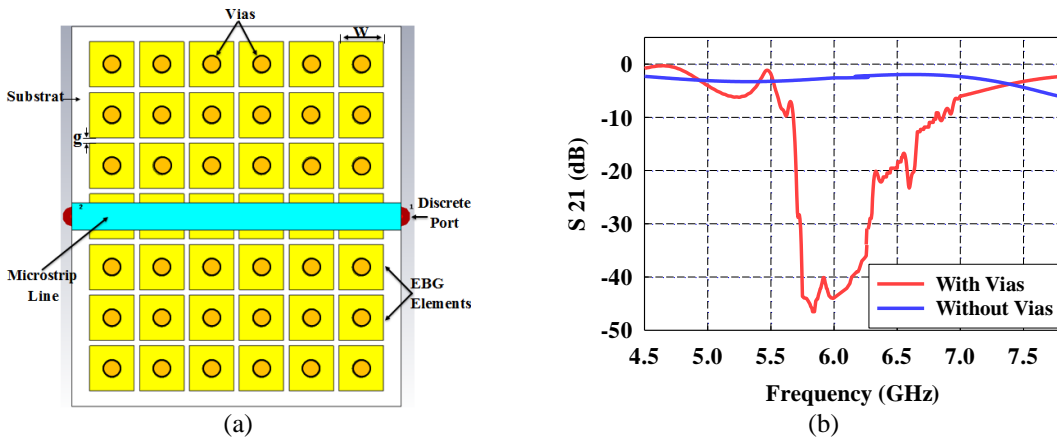 Vias
W
Substrat
g
2
1
Discrete
Port
Microstrip
Line
EBG
Elements
(a)
S 21 (dB)
0
-10
-20
-30
-40
-50
With Vias
Without Vias
4.5 5.0 5.5 6.0 6.5 7.0 7.5
Frequency (GHz)
(b)